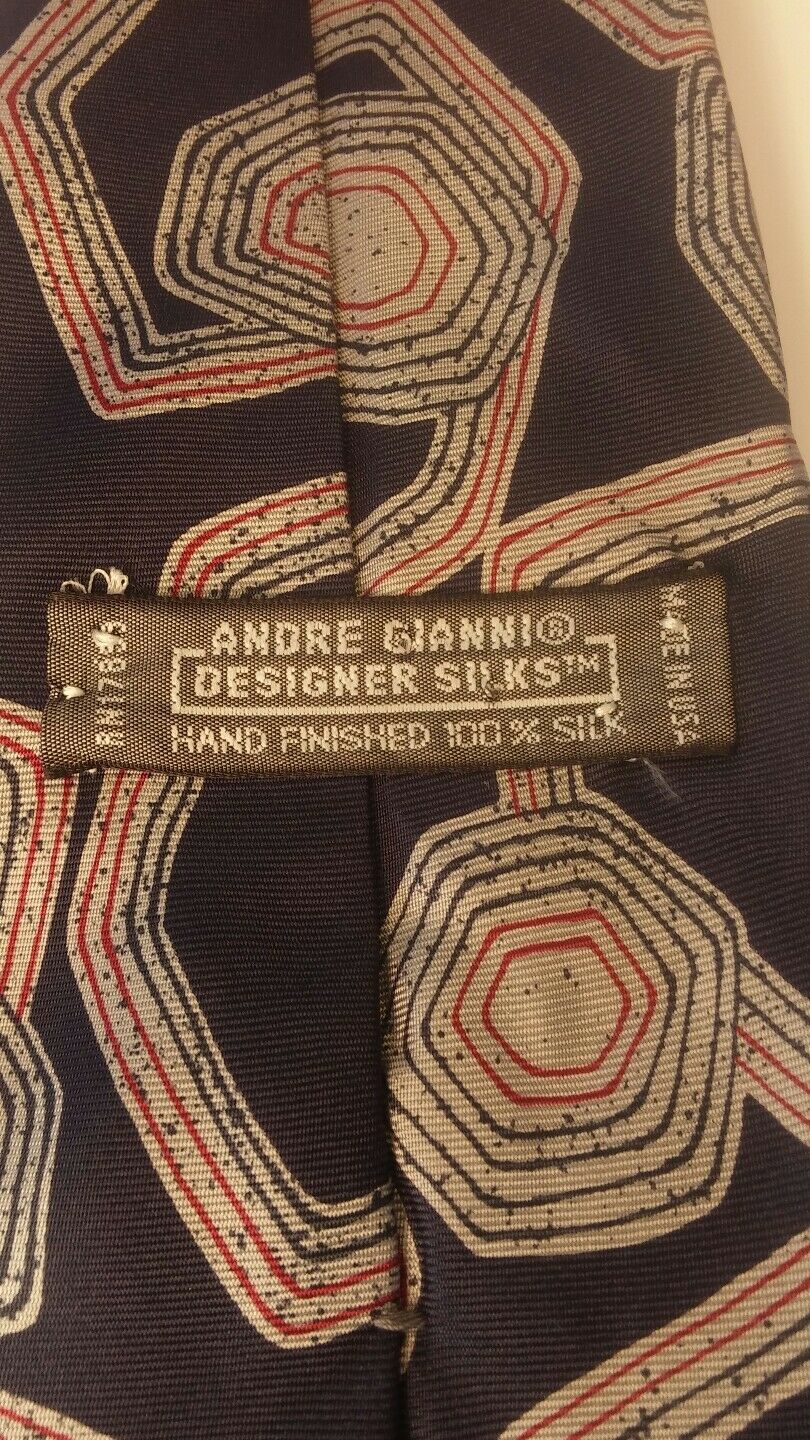 ANDRE GIANNI®
DESIGNER SILKS™
HAND FINISHED 100% SILK
MADE IN USA